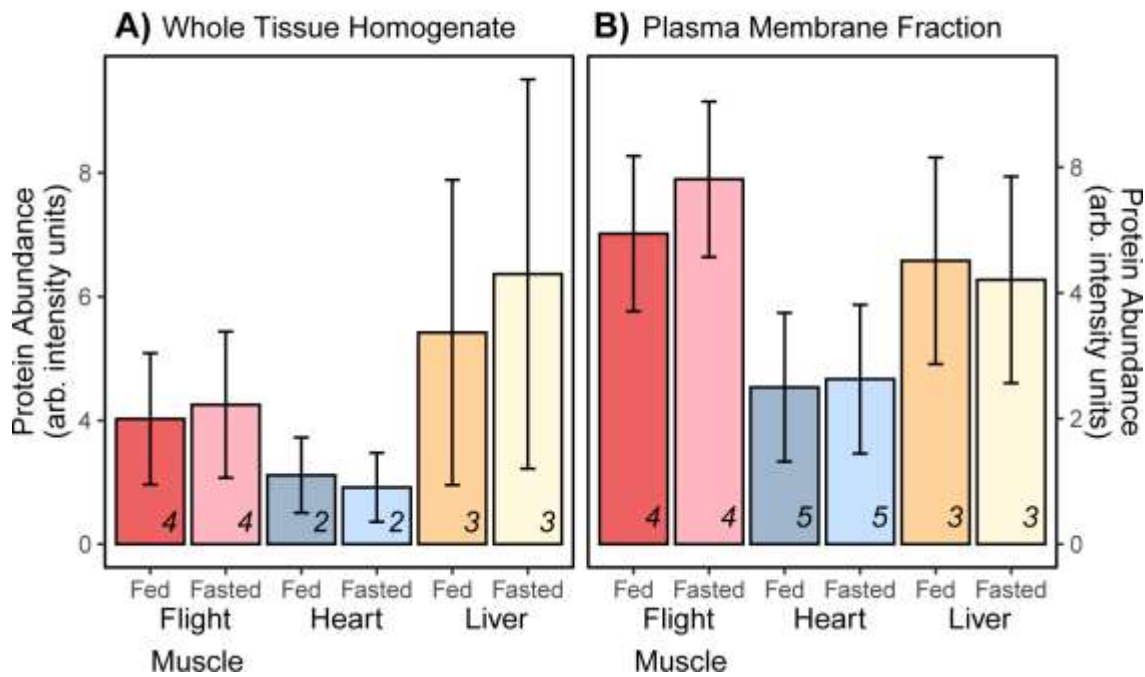 A) Whole Tissue Homogenate
B) Plasma Membrane Fraction
Protein Abundance
(arb. intensity units)
8
6
4
0
4
4
2
2
3
3
Fed Fasted Fed Fasted Fed Fasted
Flight Heart Liver
Muscle
4
4
5
5
3
3
Fed Fasted Fed Fasted Fed Fasted
Flight Heart Liver
Muscle
8
4
2
0
Protein Abundance
(arb. intensity units)